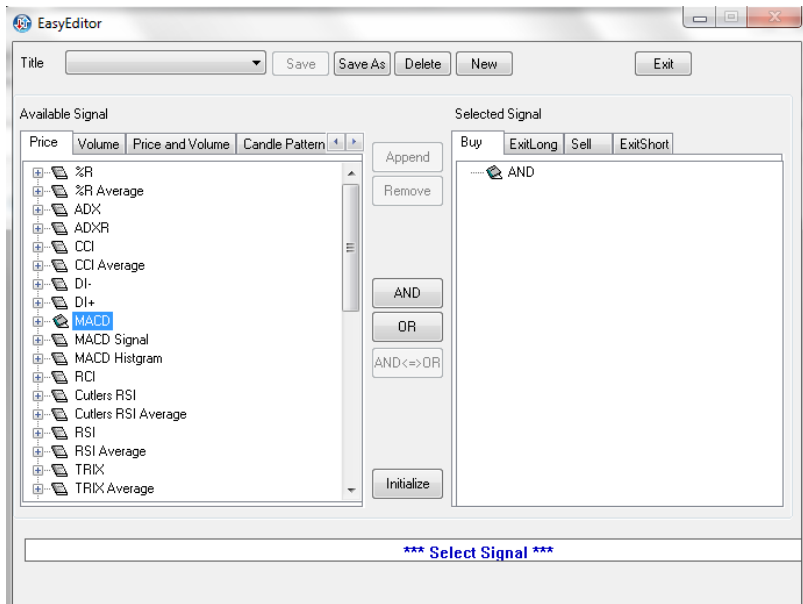 EasyEditor
Title Save Save As Delete New Exit
Available Signal
Price Volume Price and Volume Candle Pattern
%R
%R Average
ADX
ADXR
CCI
CCI Average
DI-
DI+
MACD
MACD Signal
MACD Histgram
RCI
Cutlers RSI
Cutlers RSI Average
RSI
RSI Average
TRIX
TRIX Average
Append
Remove
AND
OR
AND<=>OR
Initialize
Selected Signal
Buy ExitLong Sell ExitShort
AND
*** Select Signal ***